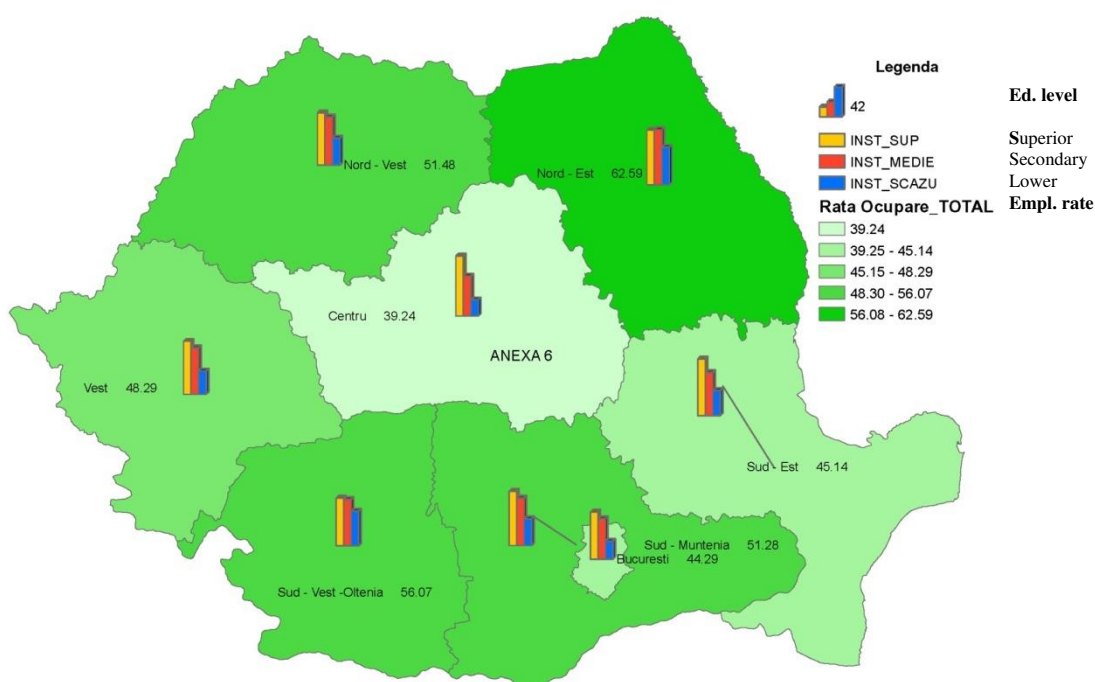 Legenda
42
Ed. level
INST_SUP Superior
INST_MEDIE Secondary
INST_SCAZU Lower
Rata Ocupare_TOTAL Empl. rate
39.24
39.25 - 45.14
45.15 - 48.29
48.30 - 56.07
56.08 - 62.59
Nord - Vest 51.48
Nord - Est 62.59
Centru 39.24
ANEXA 6
Vest 48.29
Sud - Est 45.14
Sud - Muntenia 51.28
Bucuresti 44.29
Sud - Vest -Oltenia 56.07